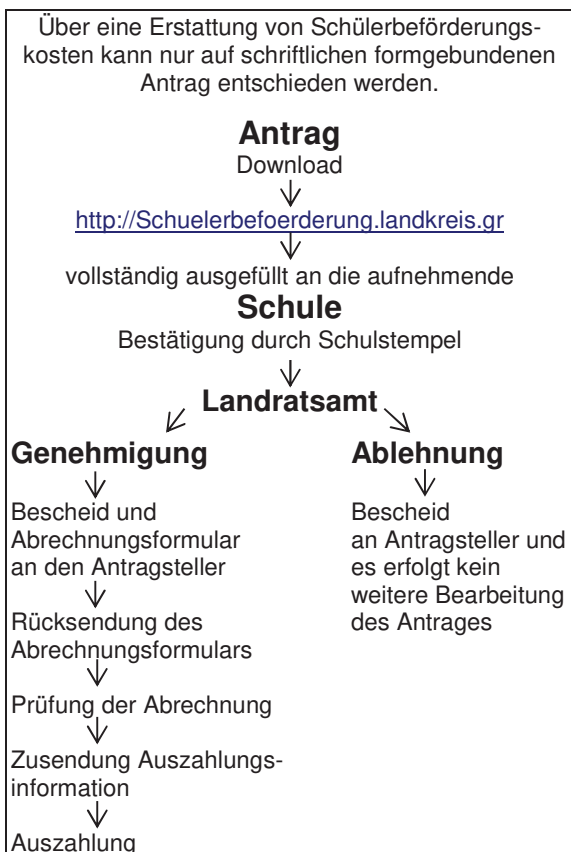 Über eine Erstattung von Schülerbeförderungs-
kosten kann nur auf schriftlichen formgebundenen
Antrag entschieden werden.
Antrag
Download
http://Schuelerbefoerderung.landkreis.gr
vollständig ausgefüllt an die aufnehmende
Schule
Bestätigung durch Schulstempel
Landratsamt
Genehmigung
Bescheid und
Abrechnungsformular
an den Antragsteller
Rücksendung des
Abrechnungsformulars
Prüfung der Abrechnung
Zusendung Auszahlungs-
information
Auszahlung
Ablehnung
Bescheid
an Antragsteller und
es erfolgt kein
weitere Bearbeitung
des Antrages